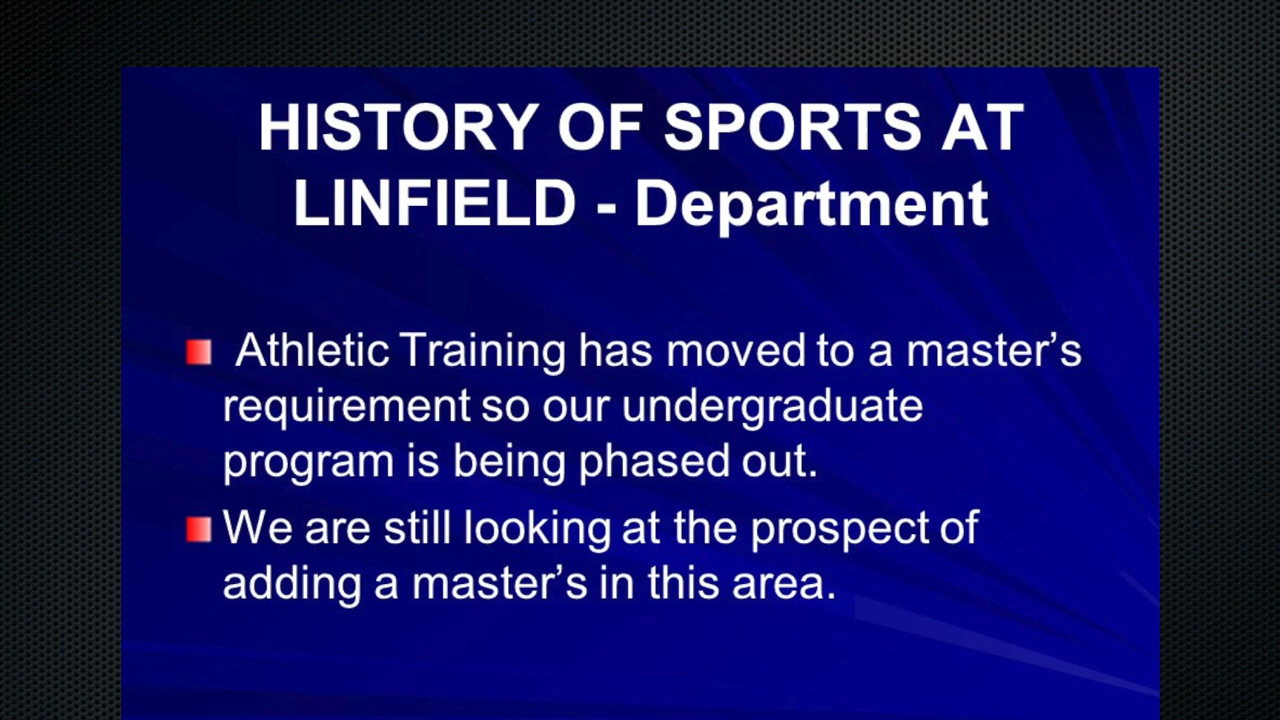 HISTORY OF SPORTS AT
LINFIELD - Department
Athletic Training has moved to a master’s
requirement so our undergraduate
program is being phased out.
We are still looking at the prospect of
adding a master’s in this area.